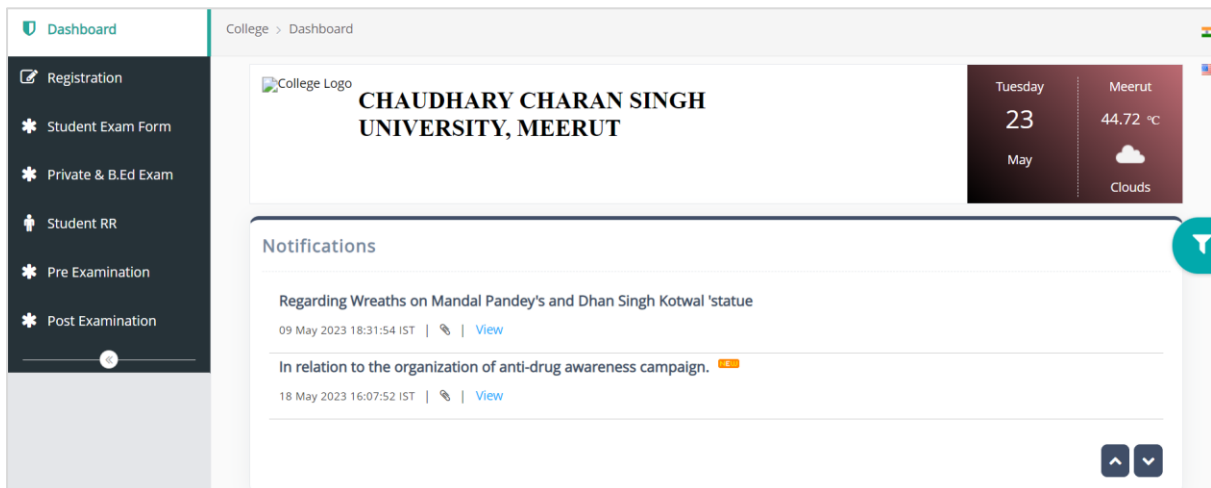 Dashboard
College > Dashboard
Registration
Student Exam Form
Private & B.Ed Exam
Student RR
Pre Examination
Post Examination
College Logo
CHAUDHARY CHARAN SINGH
UNIVERSITY, MEERUT
Tuesday
23
May
Meerut
44.72 °C
Clouds
Notifications
Regarding Wreaths on Mandal Pandey's and Dhan Singh Kotwal 'statue
09 May 2023 18:31:54 IST | | View
In relation to the organization of anti-drug awareness campaign.
18 May 2023 16:07:52 IST | | View